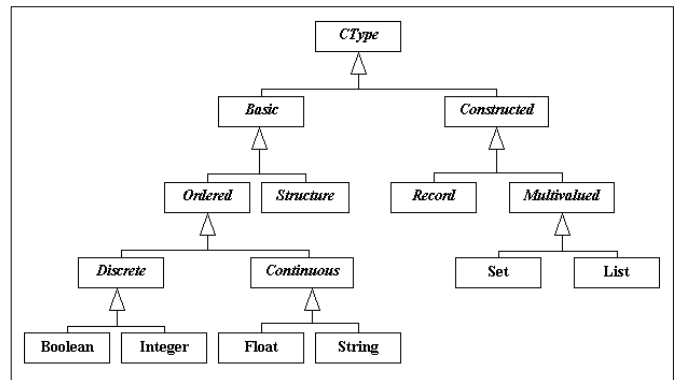 CType
Basic
Constructed
Ordered
Structure
Record
Multivalued
Discrete
Continuous
Set
List
Boolean
Integer
Float
String